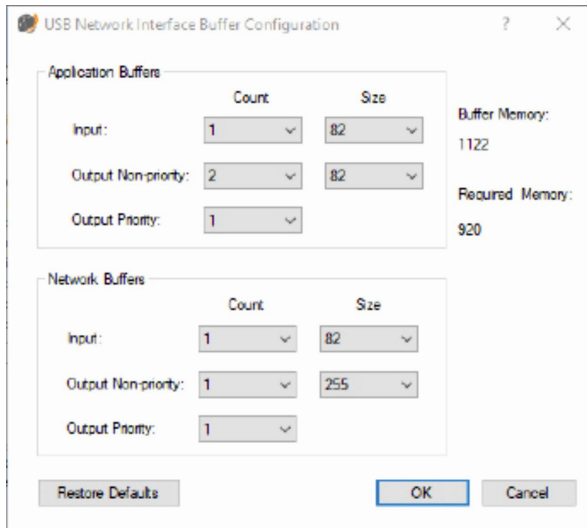 USB Network Interface Buffer Configuration ?
Application Buffers
Count Size
Input: 1 82
Output Non-priority: 2 82
Output Priority: 1
Buffer Memory:
1122
Required Memory:
920
Network Buffers
Count Size
Input: 1 82
Output Non-priority: 1 255
Output Priority: 1
Restore Defaults OK Cancel